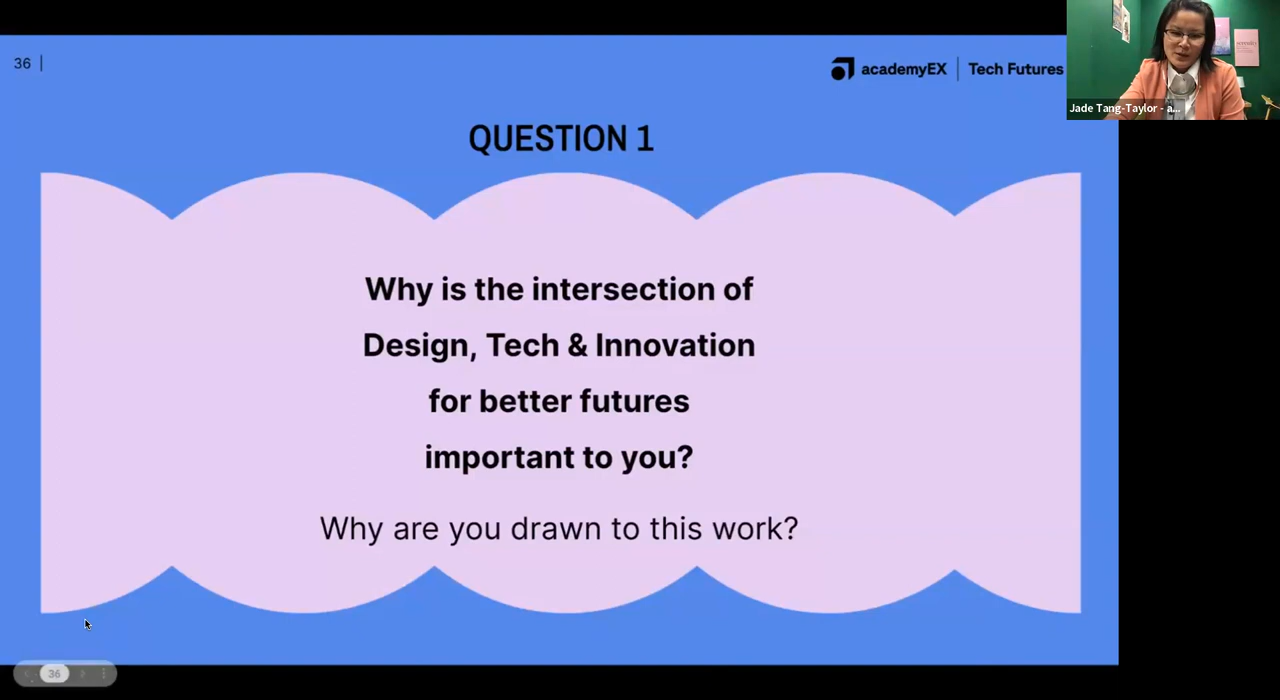 36 |
academyEX | Tech Futures
Jade Tang-Taylor - a...
QUESTION 1
Why is the intersection of
Design, Tech & Innovation
for better futures
important to you?
Why are you drawn to this work?
36